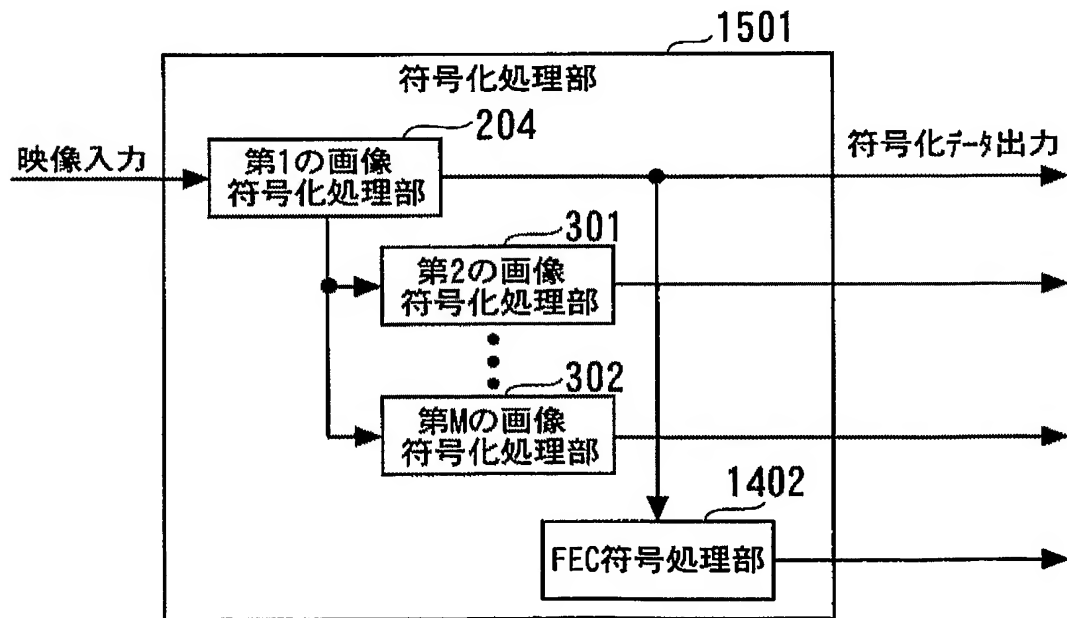 1501
符号化処理部
204
映像入力
第1の画像
符号化処理部
符号化データ出力
301
第2の画像
符号化処理部
302
第Mの画像
符号化処理部
1402
FEC符号処理部